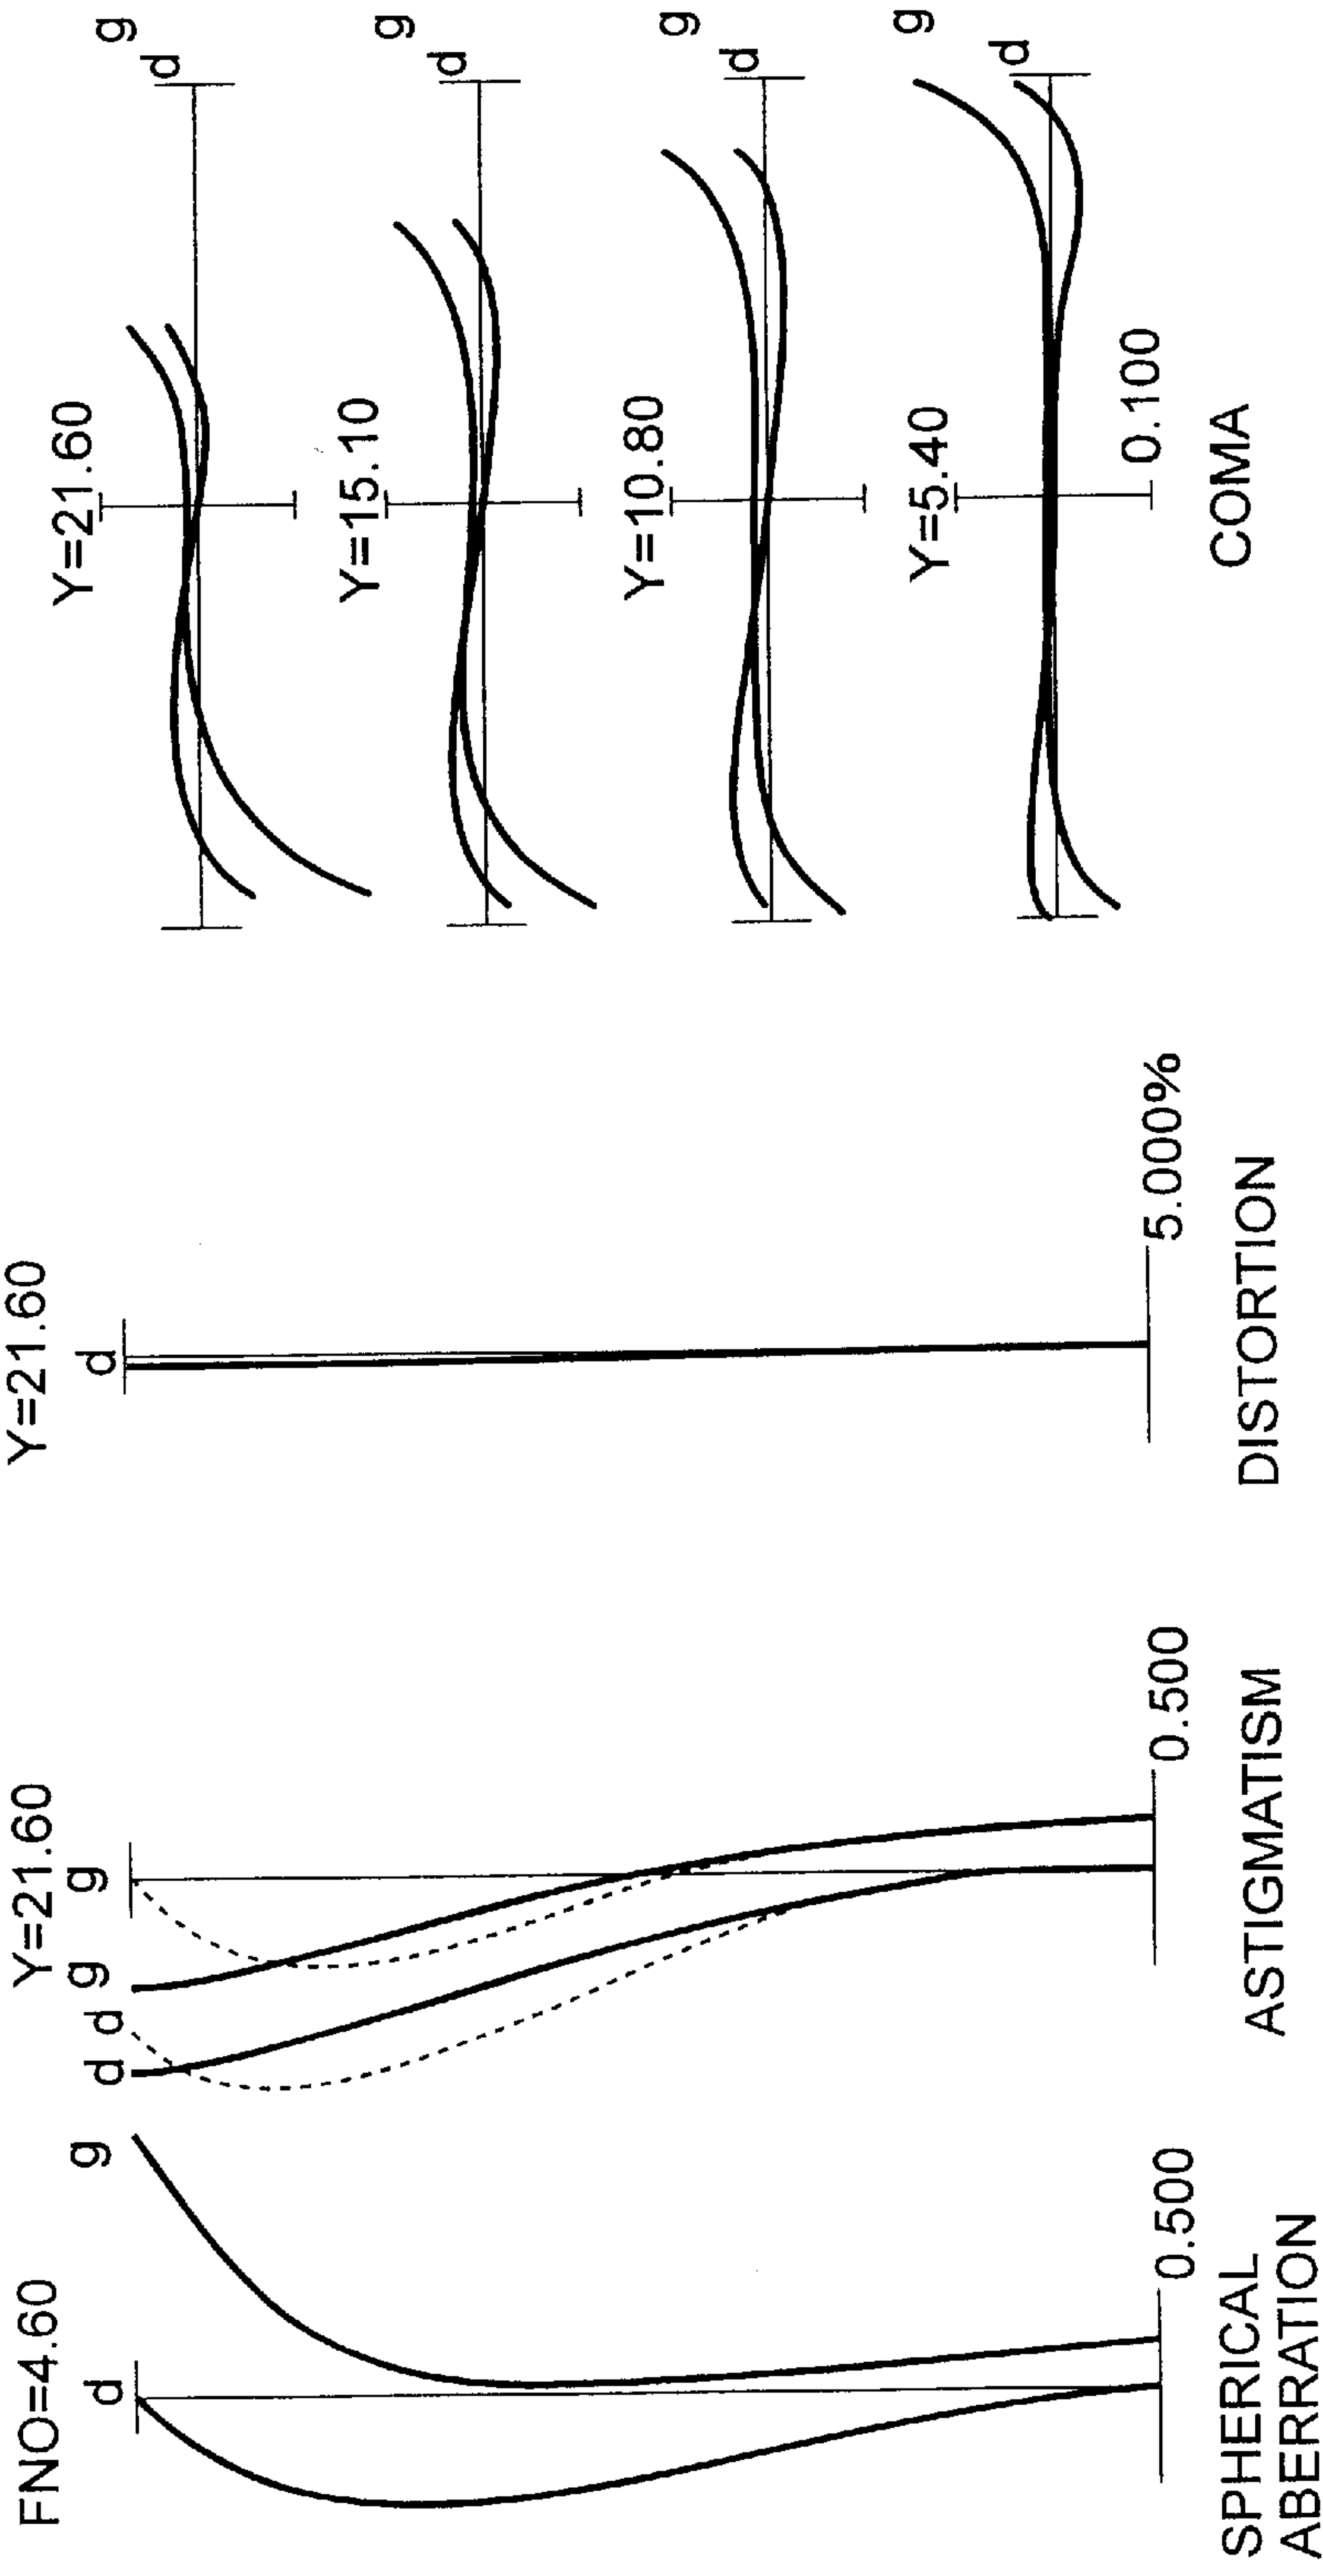 FNO=4.60
d
g
0.500
SPHERICAL
ABERRATION
Y=21.60
d d g g
0.500
ASTIGMATISM
Y=21.60
d
5.000%
DISTORTION
Y=21.60
g
d
Y=15.10
g
d
Y=10.80
g
d
Y=5.40
g
d
0.100
COMA